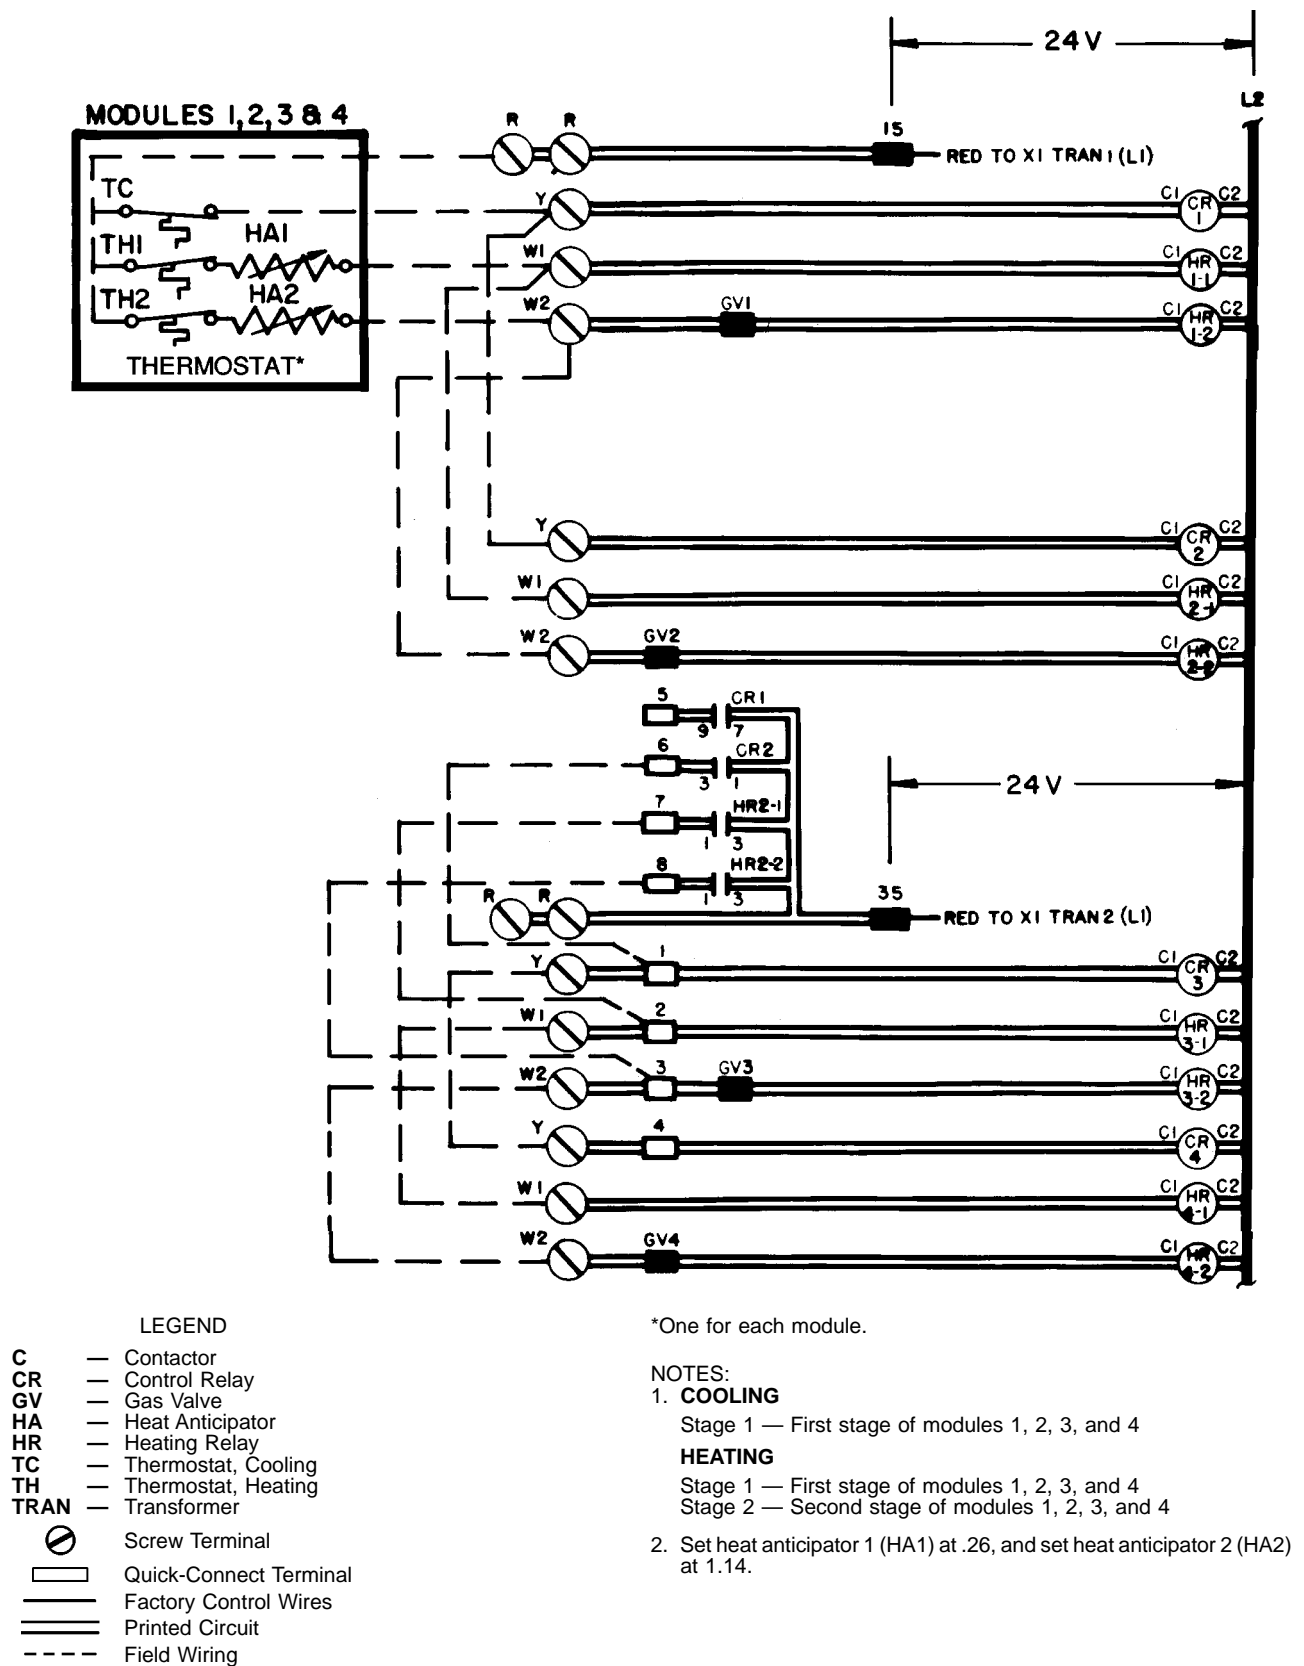 24V
L2
MODULES 1,2,3 & 4
R R
15
RED TO X1 TRAN 1 (L1)
TC
Y
C1 CR 1 C2
TH1 HA1
W1
C1 HR 1-1 C2
TH2 HA2
W2 GV1
C1 HR 1-2 C2
THERMOSTAT*
Y
C1 CR 2 C2
W1
C1 HR 2-1 C2
W2 GV2
C1 HR 2-2 C2
5 CR1
9 7
6 CR2
3 1
24V
7 HR2-1
1 3
8 HR2-2
1 3
R R
35
RED TO X1 TRAN 2 (L1)
Y 1
C1 CR 3 C2
W1 2
C1 HR 3-1 C2
W2 3 GV3
C1 HR 3-2 C2
Y 4
C1 CR 4 C2
W1
C1 HR 4-1 C2
W2 GV4
C1 HR 4-2 C2
LEGEND
C — Contactor
CR — Control Relay
GV — Gas Valve
HA — Heat Anticipator
HR — Heating Relay
TC — Thermostat, Cooling
TH — Thermostat, Heating
TRAN — Transformer
Screw Terminal
Quick-Connect Terminal
Factory Control Wires
Printed Circuit
Field Wiring
*One for each module.
NOTES:
1. COOLING
Stage 1 — First stage of modules 1, 2, 3, and 4
HEATING
Stage 1 — First stage of modules 1, 2, 3, and 4
Stage 2 — Second stage of modules 1, 2, 3, and 4
2. Set heat anticipator 1 (HA1) at .26, and set heat anticipator 2 (HA2)
at 1.14.